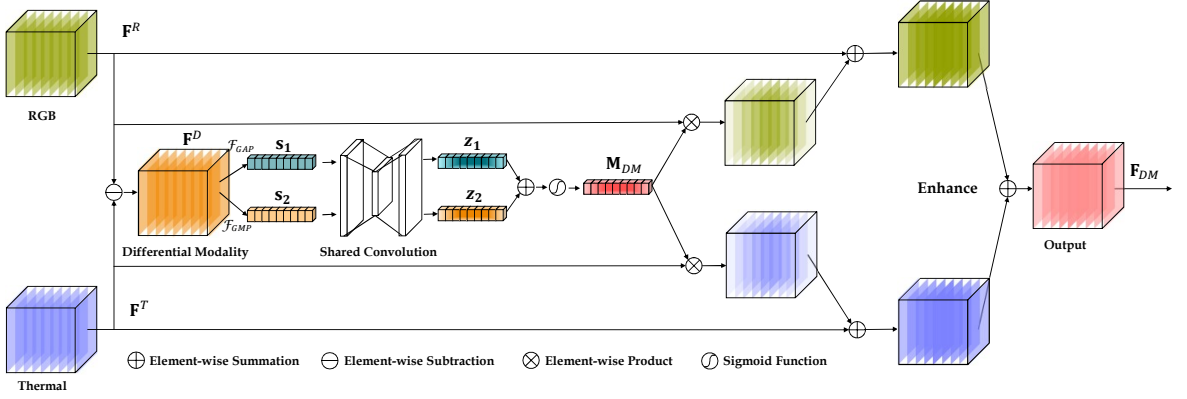 F^R
RGB
F^D
F_GAP
s_1
z_1
M_DM
s_2
z_2
F_GMP
Differential Modality
Shared Convolution
Enhance
F_DM
Output
F^T
Thermal
Element-wise Summation
Element-wise Subtraction
Element-wise Product
Sigmoid Function